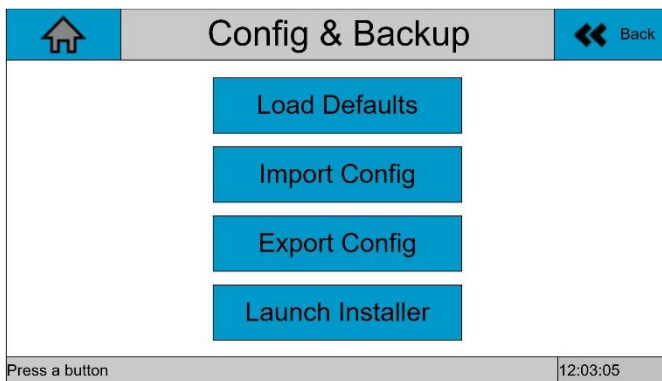 Config & Backup
Back
Load Defaults
Import Config
Export Config
Launch Installer
Press a button
12:03:05